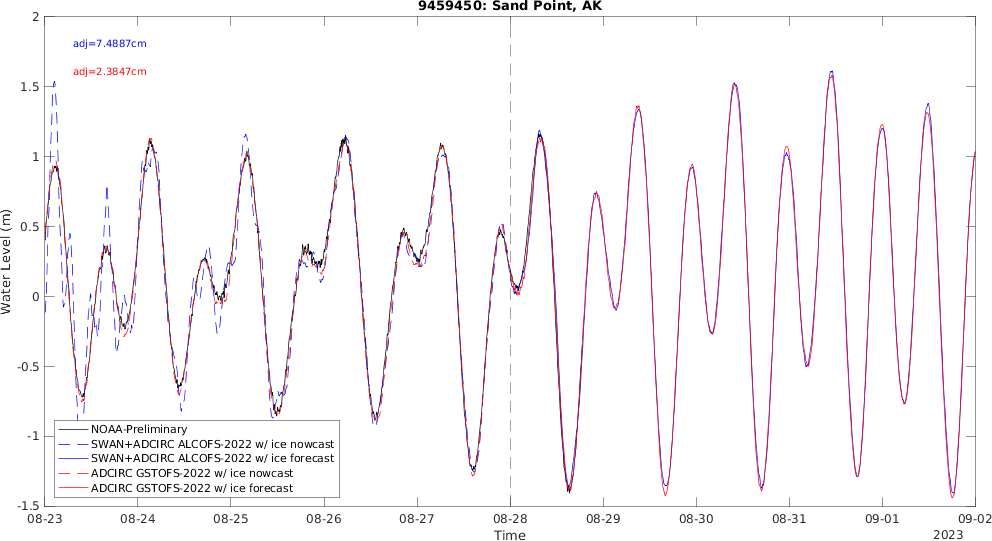 9459450: Sand Point, AK
adj=7.4887cm
adj=2.3847cm
Water Level (m)
2
1.5
1
0.5
0
-0.5
-1
-1.5
NOAA-Preliminary
SWAN+ADCIRC ALCOFS-2022 w/ ice nowcast
SWAN+ADCIRC ALCOFS-2022 w/ ice forecast
ADCIRC GSTOFS-2022 w/ ice nowcast
ADCIRC GSTOFS-2022 w/ ice forecast
08-23 08-24 08-25 08-26 08-27 08-28 08-29 08-30 08-31 09-01 09-02
Time
2023